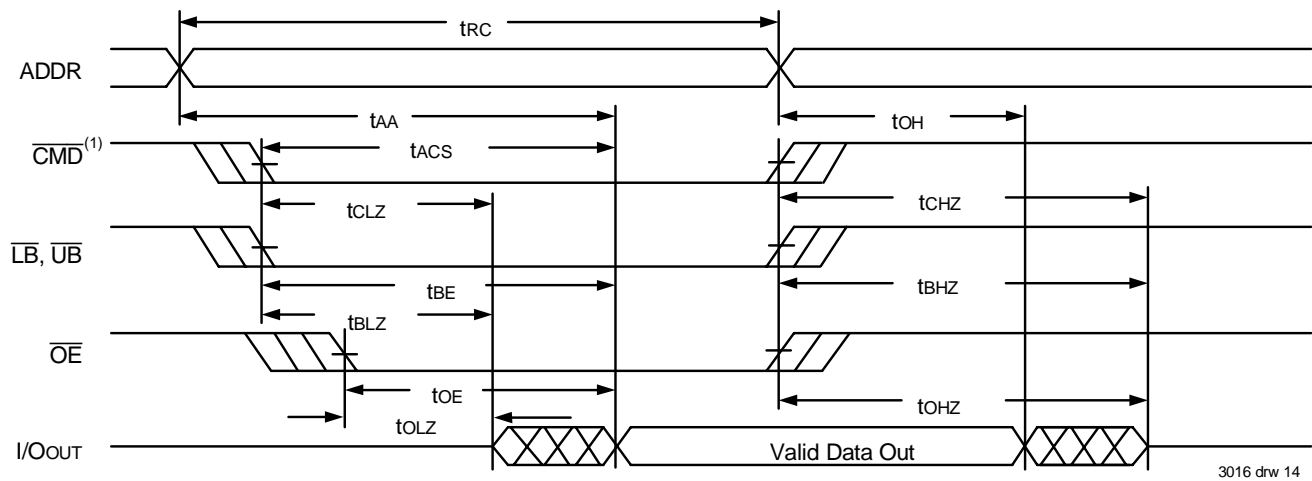 tRC
ADDR
tAA
tOH
CMD(1)
tACS
tCLZ
tCHZ
LB, UB
tBE
tBHZ
tBLZ
OE
tOE
tOHZ
tOLZ
I/OOUT
Valid Data Out
3016 drw 14